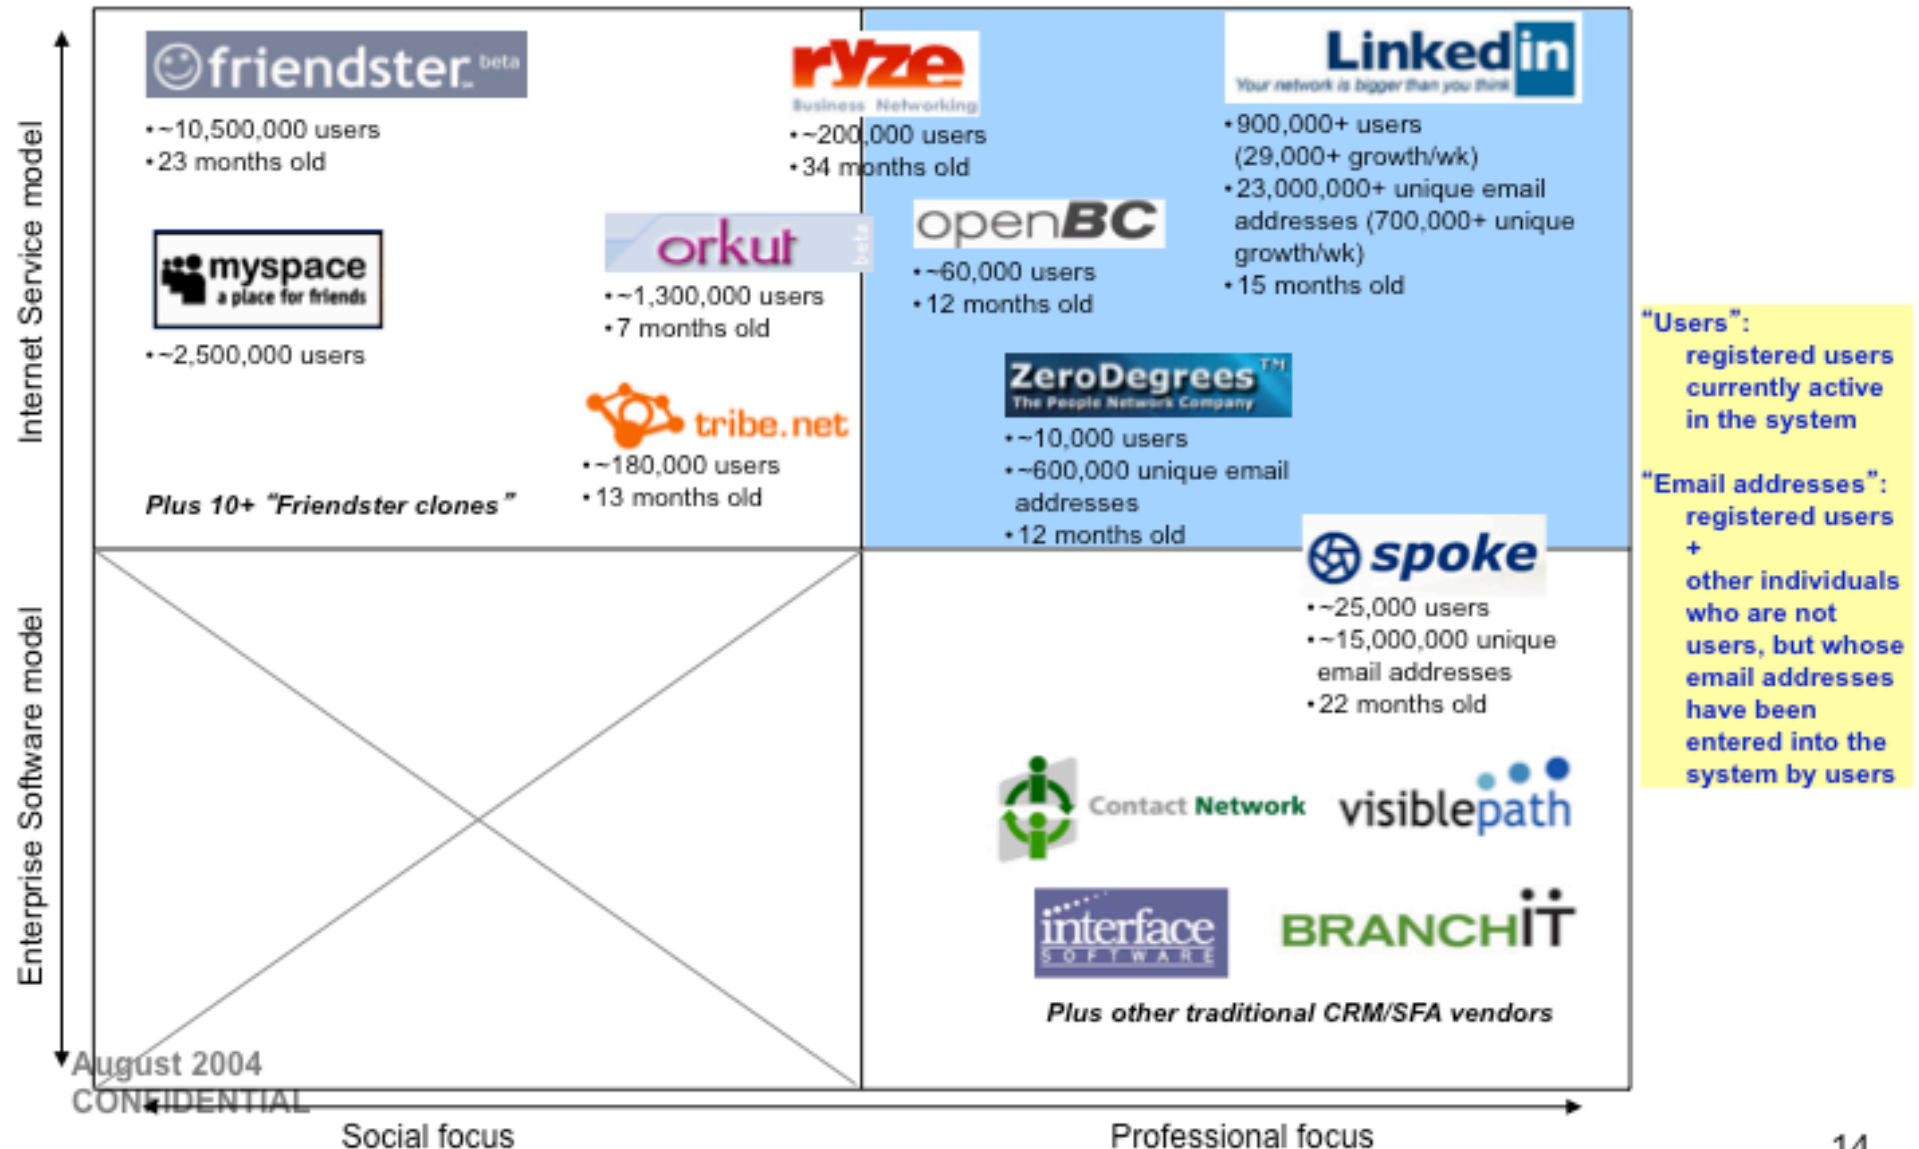 Internet Service model
Enterprise Software model
friendster beta
•~10,500,000 users
•23 months old
myspace
a place for friends
•~2,500,000 users
Plus 10+ “Friendster clones”
ryze
Business Networking
•~200,000 users
•34 months old
orkut beta
•~1,300,000 users
•7 months old
tribe.net
•~180,000 users
•13 months old
openBC
•~60,000 users
•12 months old
Linkedin
Your network is bigger than you think
•900,000+ users
(29,000+ growth/wk)
•23,000,000+ unique email
addresses (700,000+ unique
growth/wk)
•15 months old
ZeroDegrees™
The People Network Company
•~10,000 users
•~600,000 unique email
addresses
•12 months old
spoke
•~25,000 users
•~15,000,000 unique
email addresses
•22 months old
Contact Network
visiblepath
interface
SOFTWARE
BRANCHIT
Plus other traditional CRM/SFA vendors
“Users”:
registered users
currently active
in the system
“Email addresses”:
registered users
+
other individuals
who are not
users, but whose
email addresses
have been
entered into the
system by users
August 2004
CONFIDENTIAL
Social focus
Professional focus
14